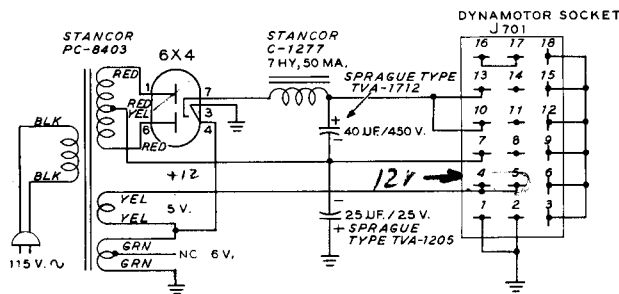 STANCOR
PC-8403
6X4
STANCOR
C-1277
7 HY, 50 MA.
DYNAMOTOR SOCKET
J701
SPRAGUE TYPE
TVA-1712
RED
RED
YEL
RED
1
6
7
3
4
+
40 UF/450 V.
−
BLK
BLK
115 V. ~
+12
YEL
5 V.
YEL
GRN
NC 6 V.
GRN
12V
−
25 UF/25 V.
+ SPRAGUE
TYPE TVA-1205
16 17 18
13 14 15
10 11 12
7 8 9
4 5 6
1 2 3